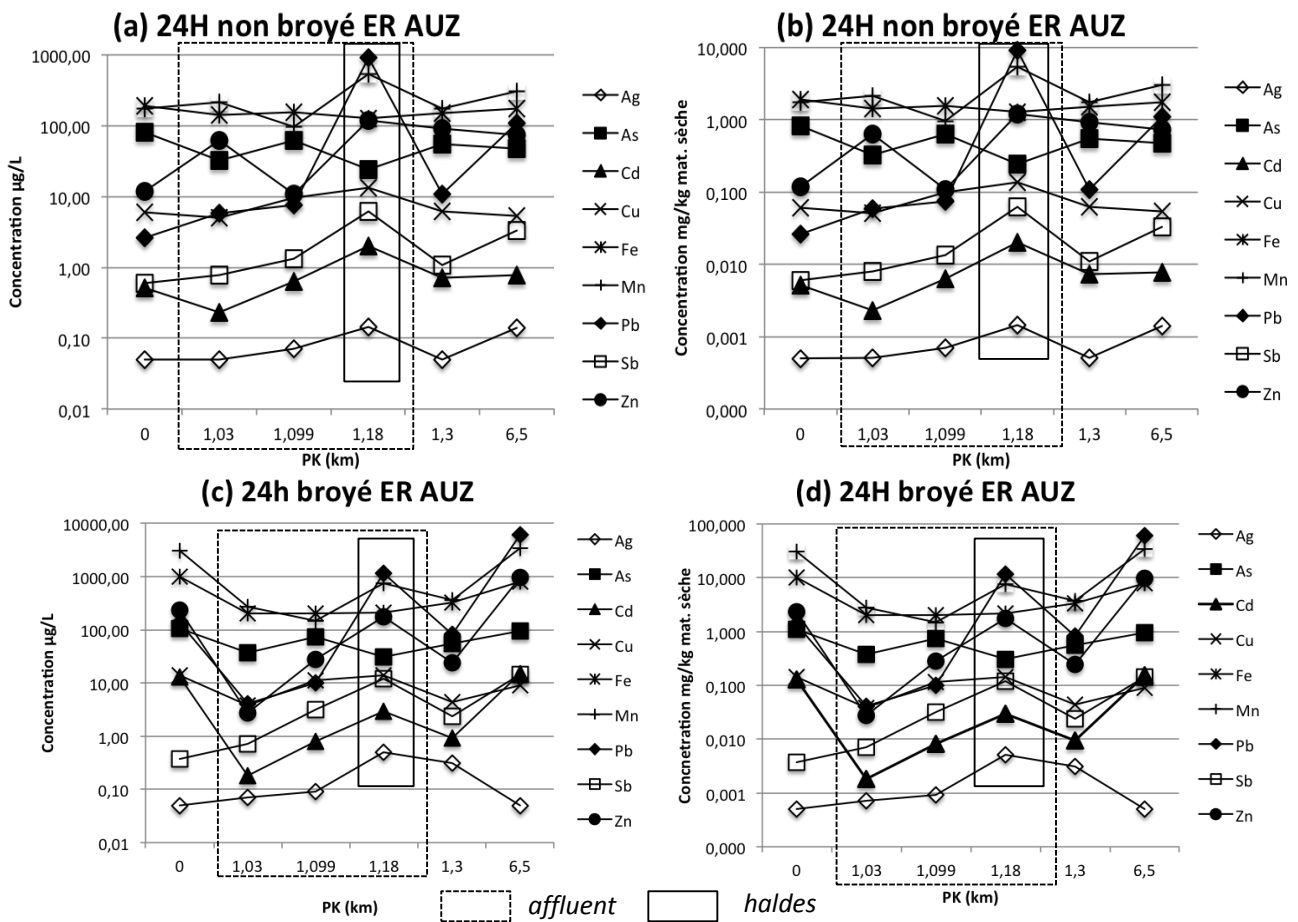 (a) 24H non broyé ER AUZ
Concentration µg/L
1000,00
100,00
10,00
1,00
0,10
0,01
0
1,03
1,099
1,18
1,3
6,5
PK (km)
Ag
As
Cd
Cu
Fe
Mn
Pb
Sb
Zn
(b) 24H non broyé ER AUZ
Concentration mg/kg mat. sèche
10,000
1,000
0,100
0,010
0,001
0,000
0
1,03
1,099
1,18
1,3
6,5
PK (km)
Ag
As
Cd
Cu
Fe
Mn
Pb
Sb
Zn
(c) 24h broyé ER AUZ
Concentration µg/L
10000,00
1000,00
100,00
10,00
1,00
0,10
0,01
0
1,03
1,099
1,18
1,3
6,5
PK (km)
Ag
As
Cd
Cu
Fe
Mn
Pb
Sb
Zn
(d) 24H broyé ER AUZ
Concnetration mg/kg mat. sèche
100,000
10,000
1,000
0,100
0,010
0,001
0,000
0
1,03
1,099
1,18
1,3
6,5
PK (km)
Ag
As
Cd
Cu
Fe
Mn
Pb
Sb
Zn
affluent
haldes